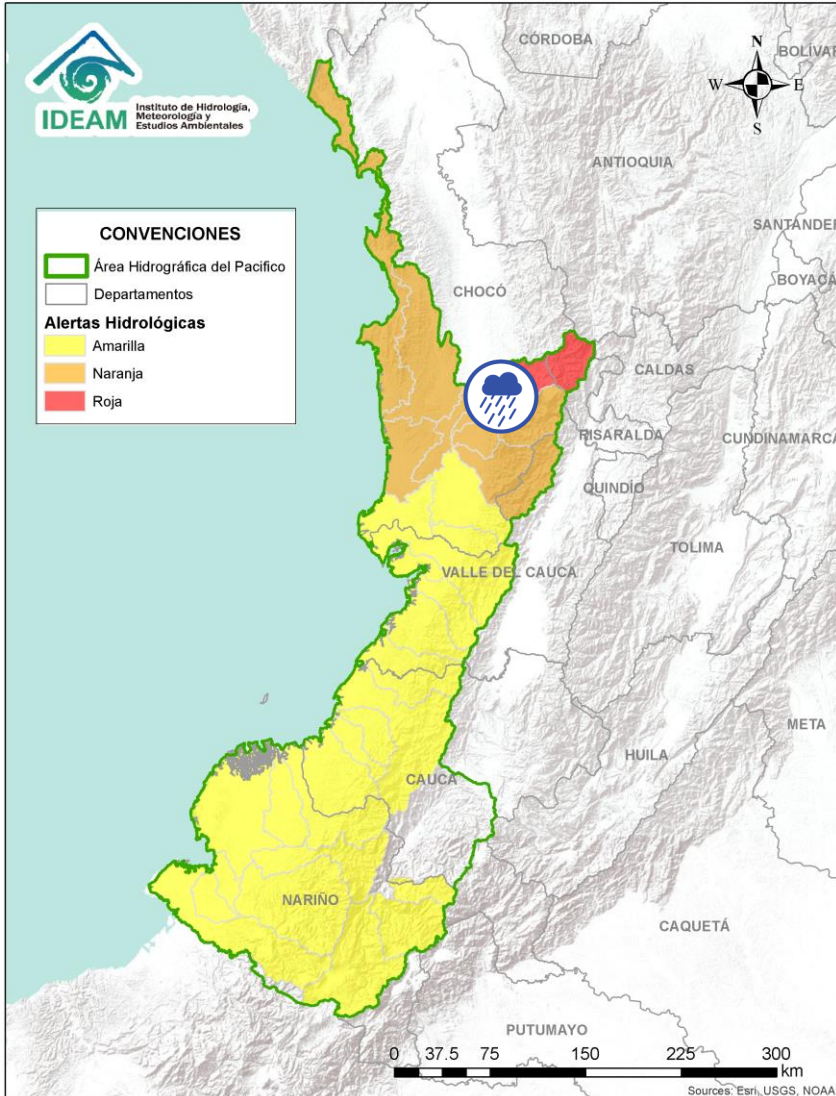 IDEAM
Instituto de Hidrología,
Meteorología y
Estudios Ambientales
N
W
E
S
CÓRDOBA
BOLÍVAR
ANTIOQUIA
SANTANDER
BOYACÁ
CHOCÓ
CALDAS
RISARALDA
CUNDINAMARCA
QUINDÍO
TOLIMA
VALLE DEL CAUCA
META
HUILA
CAUCA
NARIÑO
CAQUETÁ
PUTUMAYO
CONVENCIONES
Área Hidrográfica del Pacifico
Departamentos
Alertas Hidrológicas
Amarilla
Naranja
Roja
0 37.5 75 150 225 300
km
Sources: Esri, USGS, NOAA